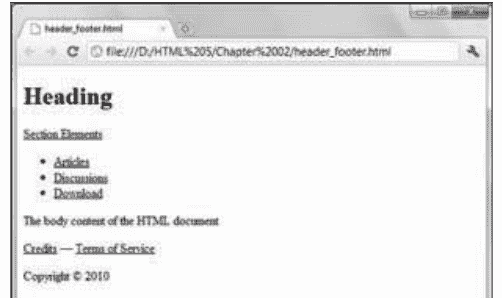 header_footer.html
file:///D:/HTML%205/Chapter%2002/header_footer.html
Heading
Section Elements
Articles
Discussions
Download
The body content of the HTML document
Credits — Terms of Service
Copyright © 2010